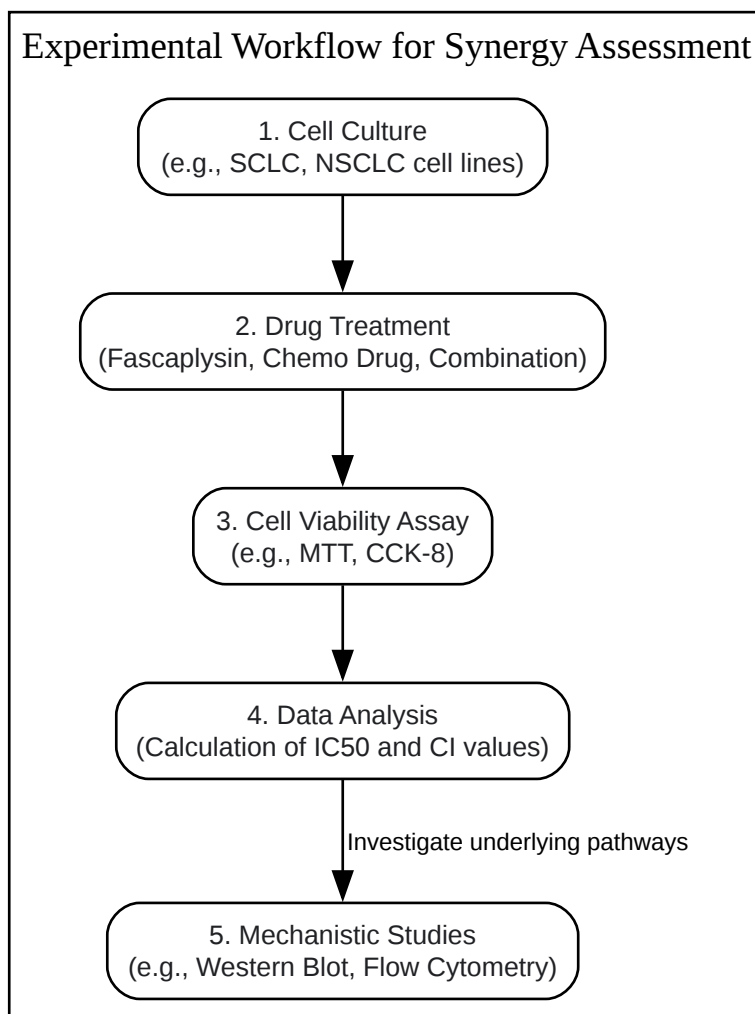 Experimental Workflow for Synergy Assessment
1. Cell Culture
(e.g., SCLC, NSCLC cell lines)
2. Drug Treatment
(Fascaplysin, Chemo Drug, Combination)
3. Cell Viability Assay
(e.g., MTT, CCK-8)
4. Data Analysis
(Calculation of IC50 and CI values)
Investigate underlying pathways
5. Mechanistic Studies
(e.g., Western Blot, Flow Cytometry)